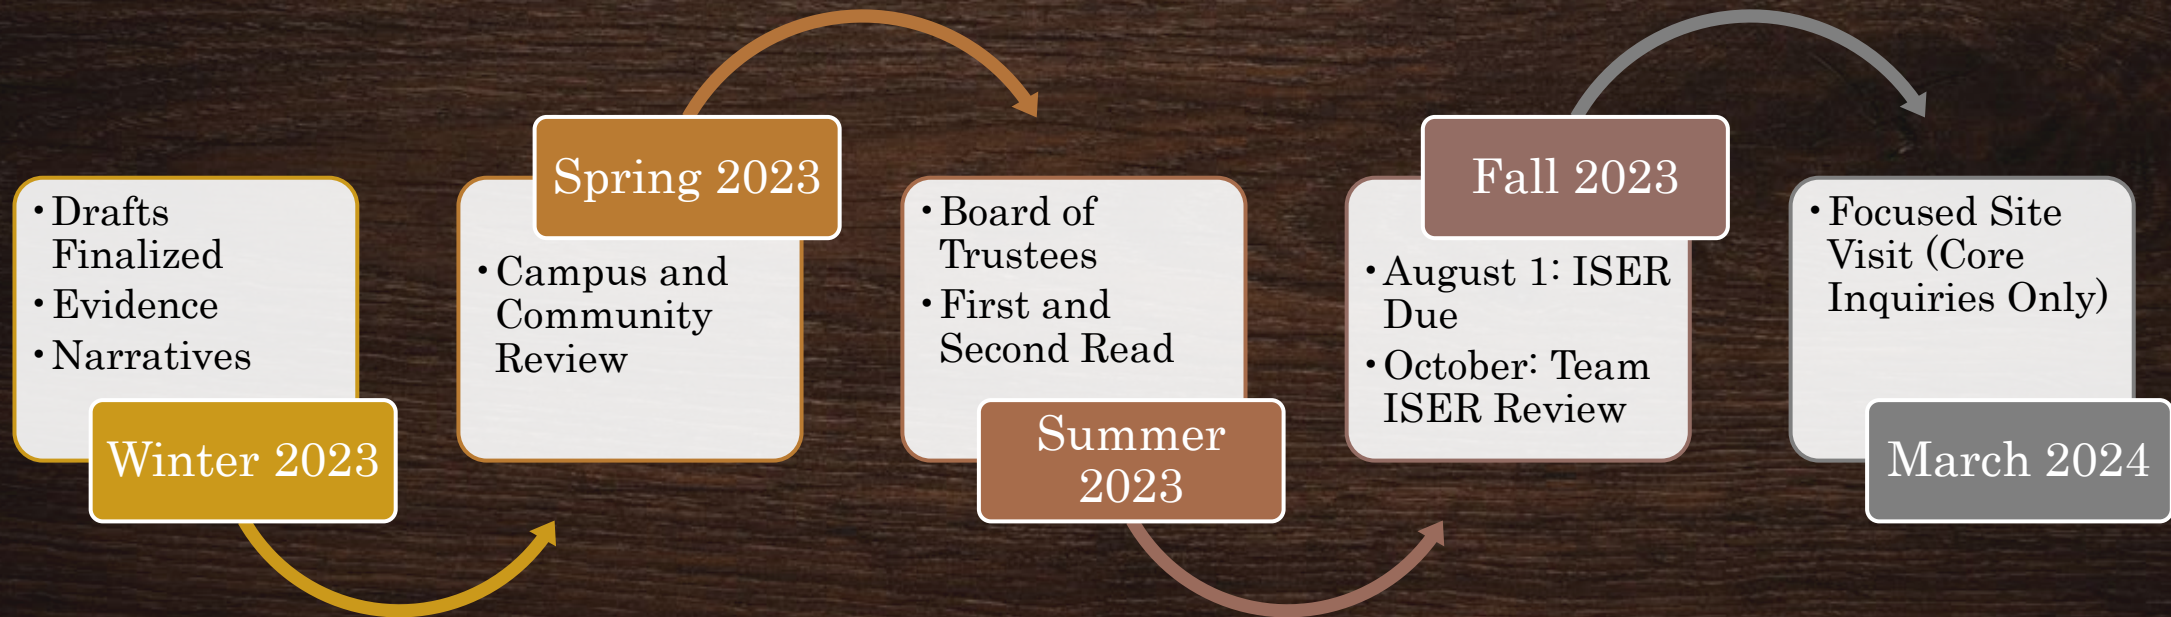 • Drafts
Finalized
• Evidence
• Narratives
Winter 2023
Spring 2023
• Campus and
Community
Review
• Board of
Trustees
• First and
Second Read
Summer
2023
Fall 2023
• August 1: ISER
Due
• October: Team
ISER Review
• Focused Site
Visit (Core
Inquiries Only)
March 2024